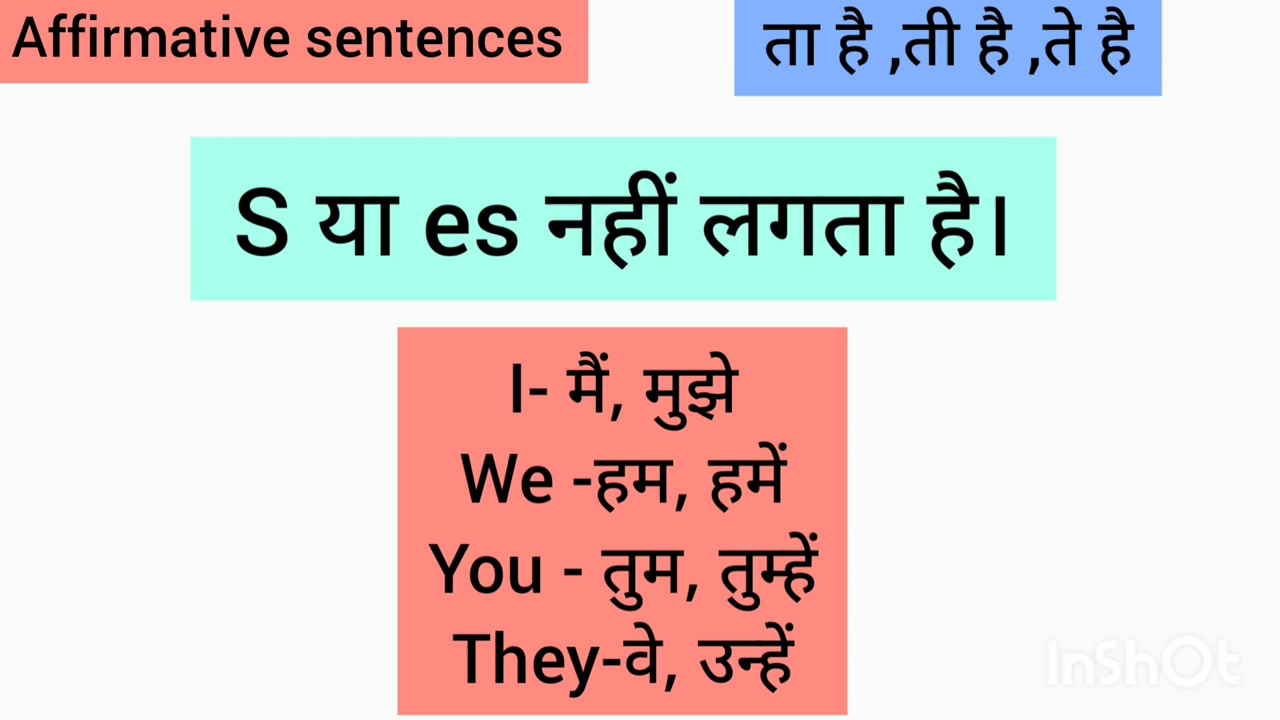 Affirmative sentences
ता है ,ती है ,ते है
S या es नहीं लगता है।
I- मैं, मुझे
We -हम, हमें
You - तुम, तुम्हें
They-वे, उन्हें
InShOt